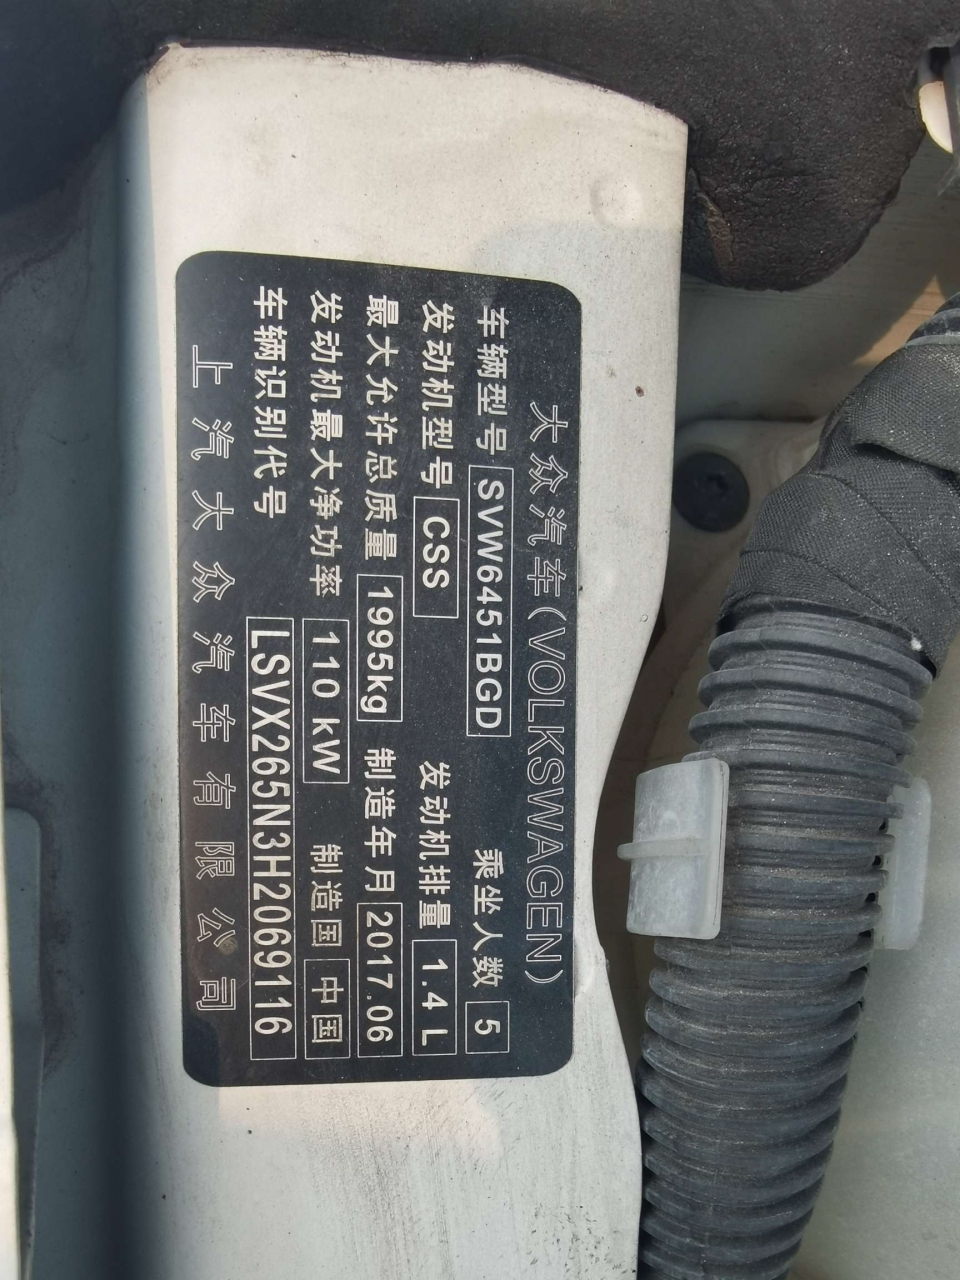 大众汽车(VOLKSWAGEN)
车辆型号 SVW6451BGD 乘坐人数 5
发动机型号 CSS 发动机排量 1.4 L
最大允许总质量 1995kg 制造年月 2017.06
发动机最大净功率 110 kW 制造国 中国
车辆识别代号 LSVX265N3H2069116
上汽大众汽车有限公司